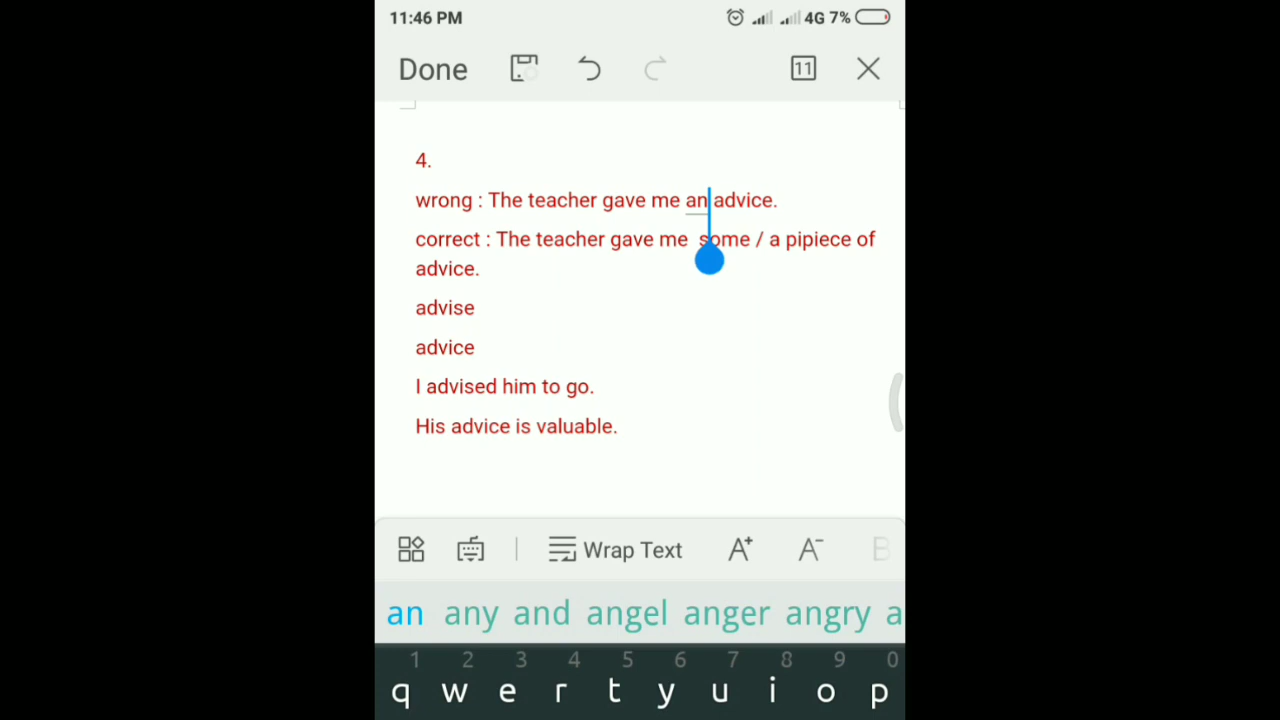 11:46 PM 4G 7%
Done 11
4.
wrong : The teacher gave me an advice.
correct : The teacher gave me some / a pipiece of
advice.
advise
advice
I advised him to go.
His advice is valuable.
Wrap Text A+ A- B
an any and angel anger angry a
1 2 3 4 5 6 7 8 9 0
q w e r t y u i o p